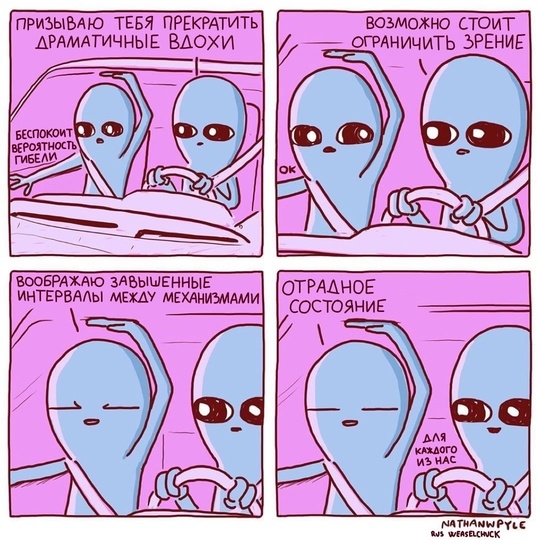 ПРИЗЫВАЮ ТЕБЯ ПРЕКРАТИТЬ
ДРАМАТИЧНЫЕ ВДОХИ
БЕСПОКОИТ
ВЕРОЯТНОСТЬ
ГИБЕЛИ
ВОЗМОЖНО СТОИТ
ОГРАНИЧИТЬ ЗРЕНИЕ
ОК
ВООБРАЖАЮ ЗАВЫШЕННЫЕ
ИНТЕРВАЛЫ МЕЖДУ МЕХАНИЗМАМИ
ОТРАДНОЕ
СОСТОЯНИЕ
ДЛЯ
КАЖДОГО
ИЗ НАС
NATHANWPYLE
RUS WEASELCHUCK